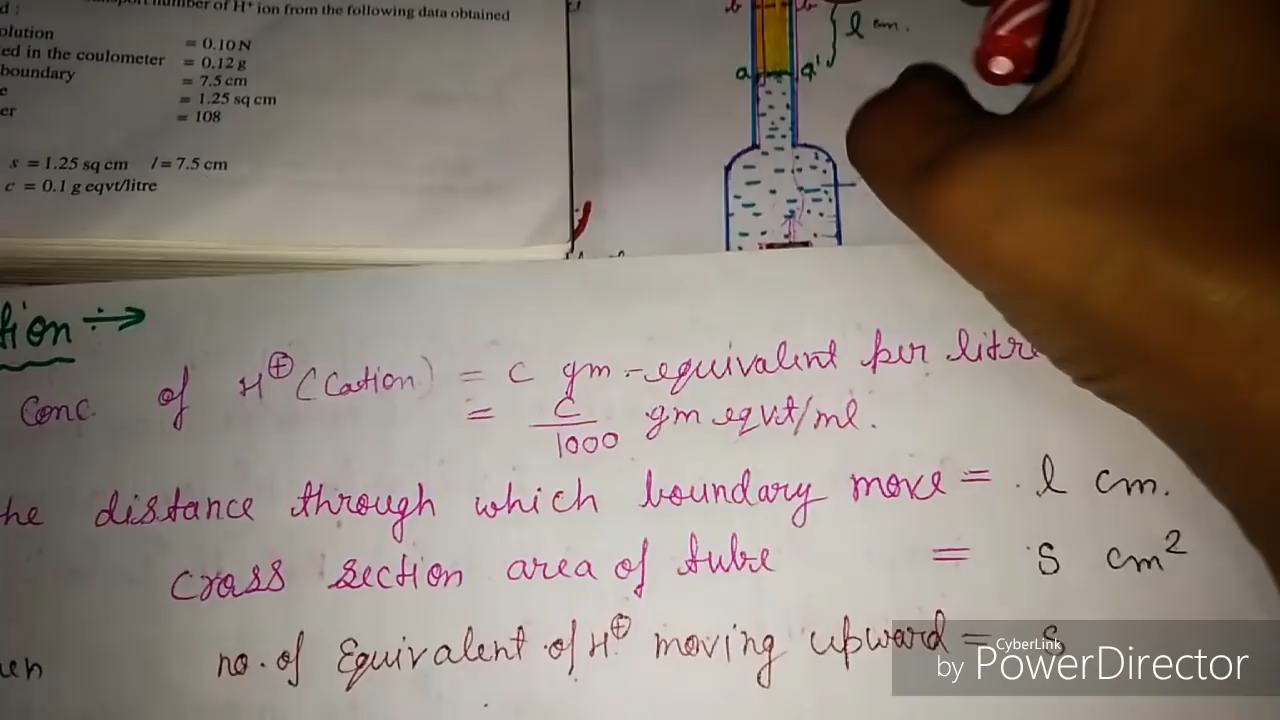 d :
number of H⁺ ion from the following data obtained
olution = 0.10 N
ed in the coulometer = 0.12 g
boundary = 7.5 cm
e = 1.25 sq cm
er = 108
s = 1.25 sq cm l = 7.5 cm
c = 0.1 g eqvt/litre
b b
l cm.
a a'
tion ÷→
Conc. of H⊕ (Cation) = C gm-equivalent per litre
= C/1000 gm eqvt/ml.
he distance through which boundary move = l cm.
Cross section area of tube = S cm²
en no. of Equivalent of H⊕ moving upward = S
CyberLink
by PowerDirector